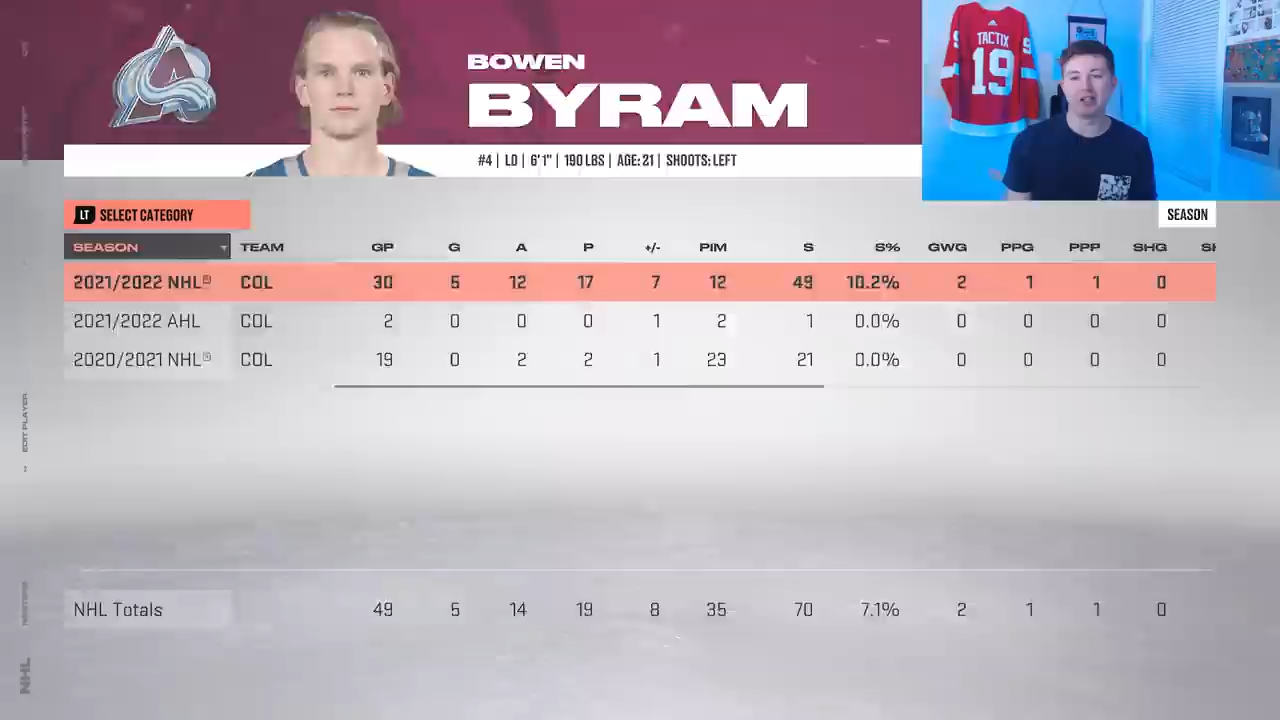 BOWEN
BYRAM
#4 | LD | 6' 1" | 190 LBS | AGE: 21 | SHOOTS: LEFT
TACTIX
19
LT SELECT CATEGORY
SEASON
SEASON TEAM GP G A P +/- PIM S S% GWG PPG PPP SHG
2021/2022 NHL COL 30 5 12 17 7 12 49 10.2% 2 1 1 0
2021/2022 AHL COL 2 0 0 0 1 2 1 0.0% 0 0 0 0
2020/2021 NHL COL 19 0 2 2 1 23 21 0.0% 0 0 0 0
NHL Totals 49 5 14 19 8 35 70 7.1% 2 1 1 0
EDIT PLAYER
NHL